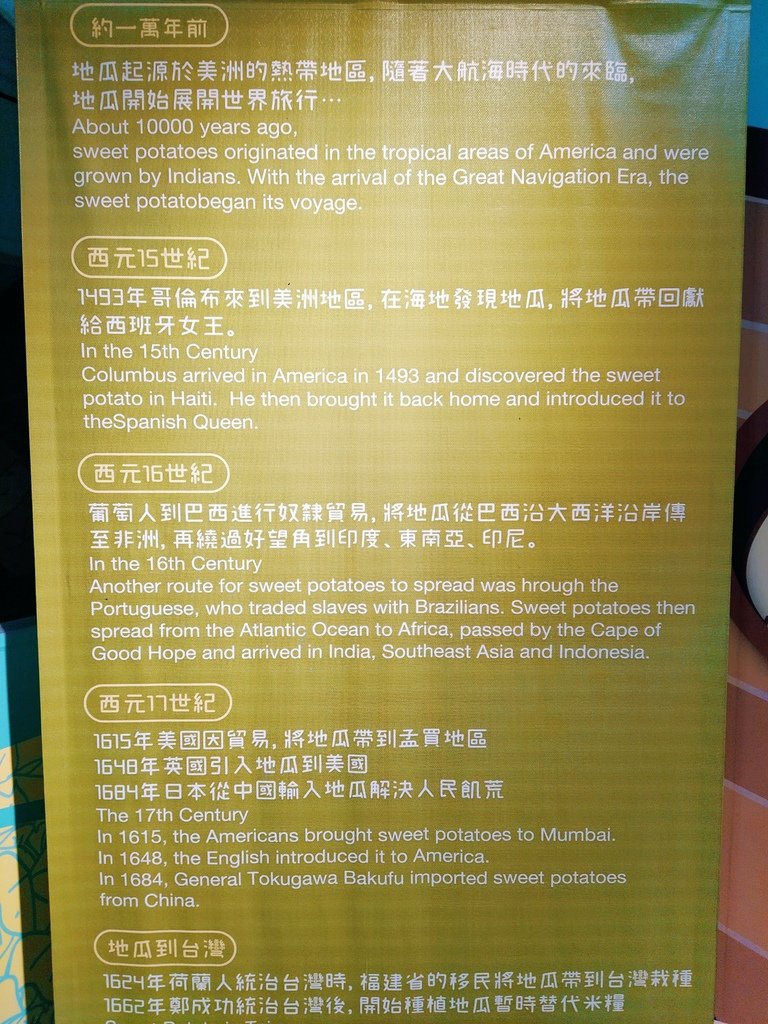 約一萬年前
地瓜起源於美洲的熱帶地區, 隨著大航海時代的來臨,
地瓜開始展開世界旅行…
About 10000 years ago,
sweet potatoes originated in the tropical areas of America and were
grown by Indians. With the arrival of the Great Navigation Era, the
sweet potatobegan its voyage.
西元15世紀
1493年哥倫布來到美洲地區, 在海地發現地瓜, 將地瓜帶回獻
給西班牙女王。
In the 15th Century
Columbus arrived in America in 1493 and discovered the sweet
potato in Haiti. He then brought it back home and introduced it to
theSpanish Queen.
西元16世紀
葡萄人到巴西進行奴隸貿易, 將地瓜從巴西沿大西洋沿岸傳
至非洲, 再繞過好望角到印度、東南亞、印尼。
In the 16th Century
Another route for sweet potatoes to spread was hrough the
Portuguese, who traded slaves with Brazilians. Sweet potatoes then
spread from the Atlantic Ocean to Africa, passed by the Cape of
Good Hope and arrived in India, Southeast Asia and Indonesia.
西元17世紀
1615年美國因貿易, 將地瓜帶到孟買地區
1648年英國引入地瓜到美國
1684年日本從中國輸入地瓜解決人民飢荒
The 17th Century
In 1615, the Americans brought sweet potatoes to Mumbai.
In 1648, the English introduced it to America.
In 1684, General Tokugawa Bakufu imported sweet potatoes
from China.
地瓜到台灣
1624年荷蘭人統治台灣時, 福建省的移民將地瓜帶到台灣栽種
1662年鄭成功統治台灣後, 開始種植地瓜暫時替代米糧